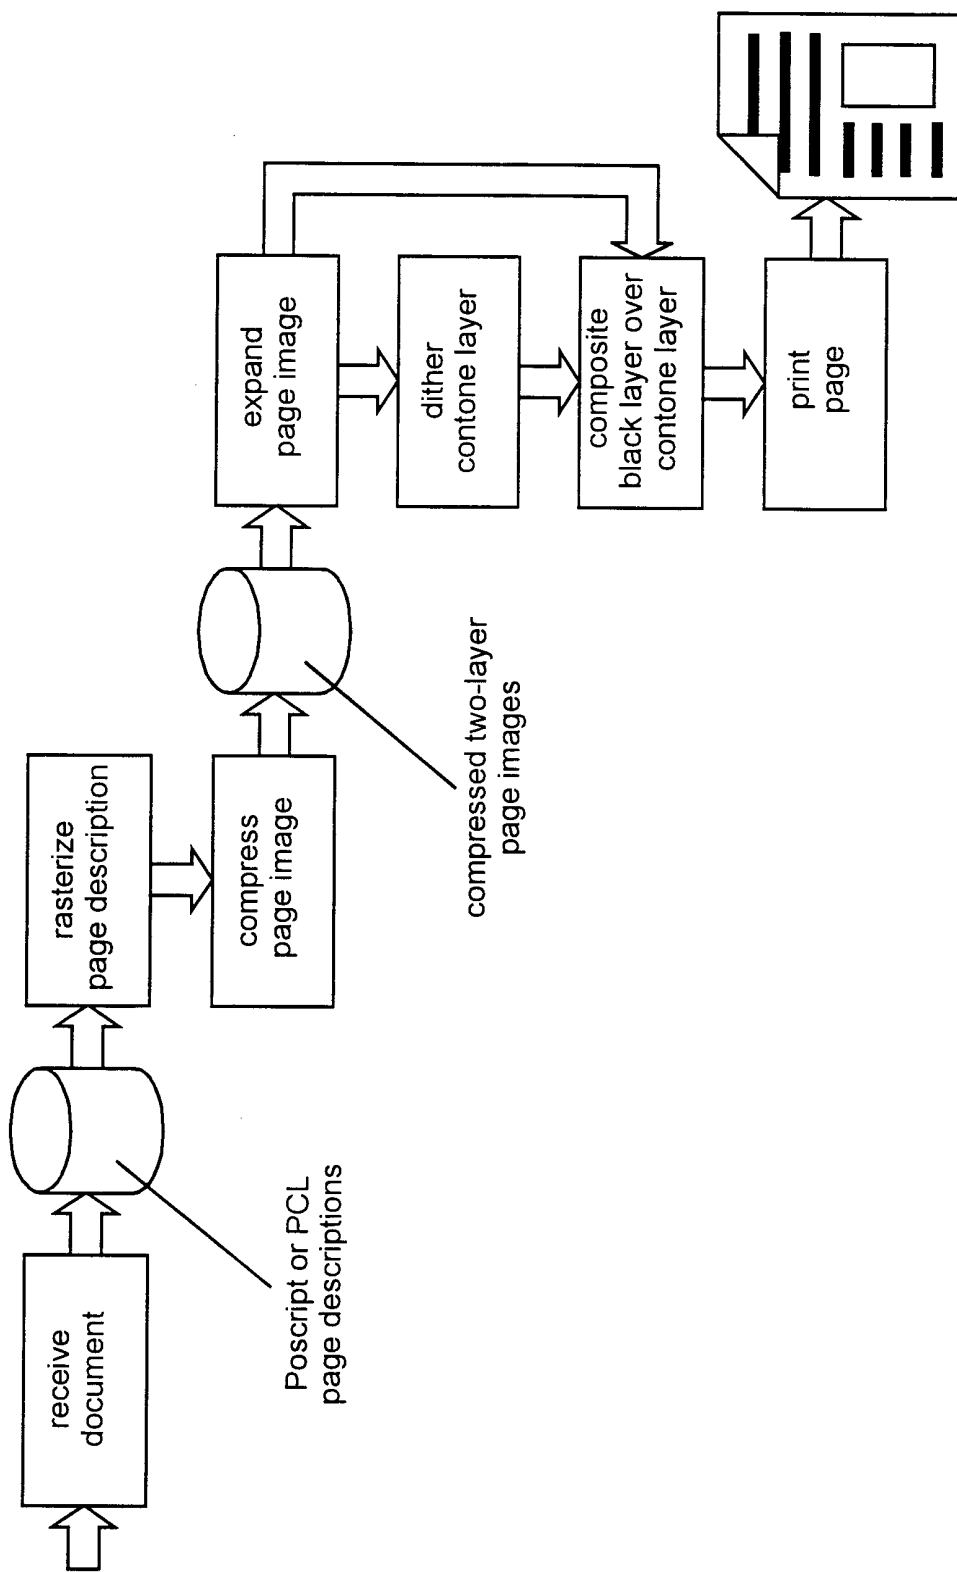 receive
document
Poscript or PCL
page descriptions
rasterize
page description
compress
page image
compressed two-layer
page images
expand
page image
dither
contone layer
composite
black layer over
contone layer
print
page